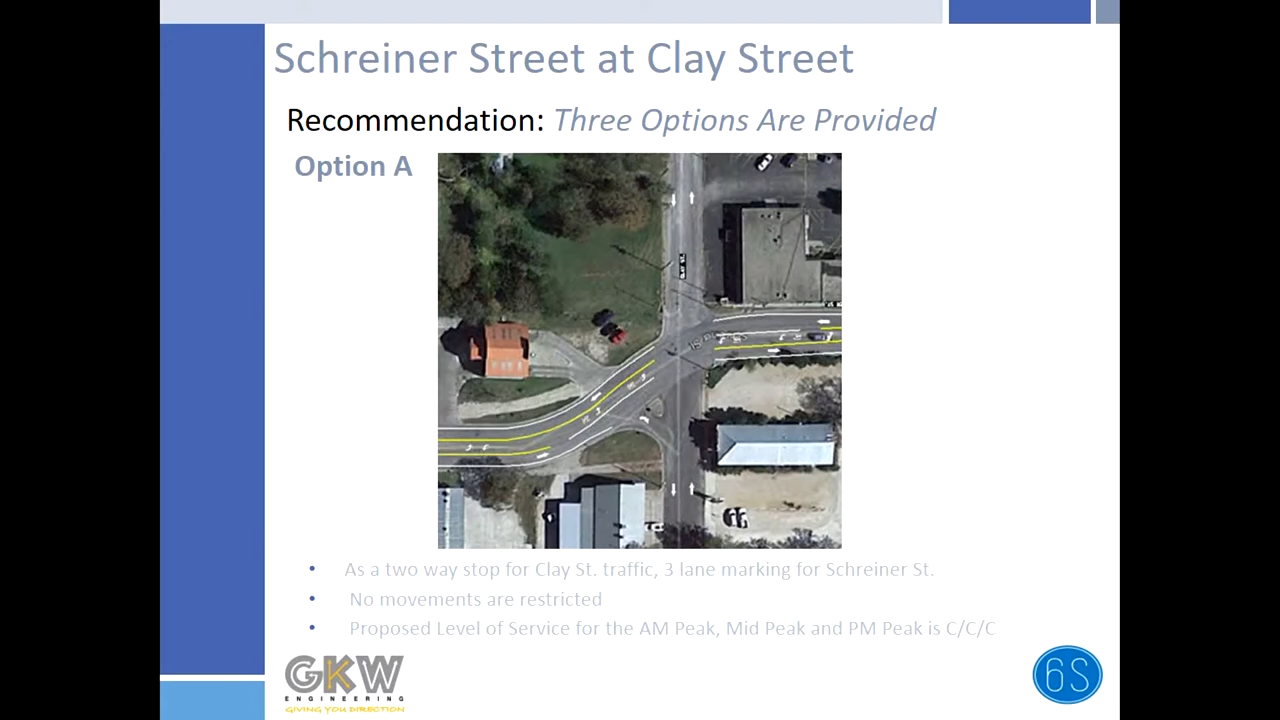 Schreiner Street at Clay Street
Recommendation: Three Options Are Provided
Option A
CLAY ST.
• As a two way stop for Clay St. traffic, 3 lane marking for Schreiner St.
• No movements are restricted
• Proposed Level of Service for the AM Peak, Mid Peak and PM Peak is C/C/C
GKW
ENGINEERING
GIVING YOU DIRECTION
6S